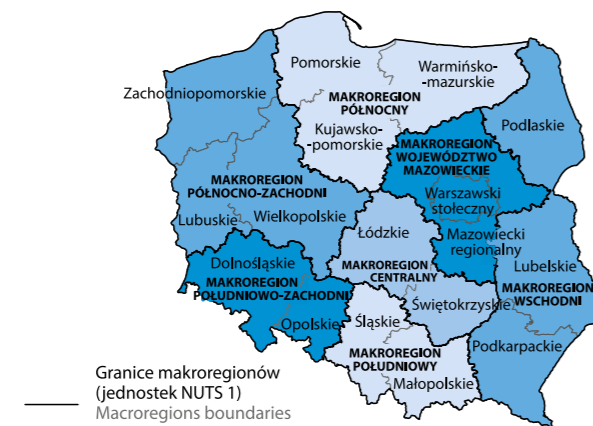 Pomorskie
Warmińsko-
-mazurskie
Zachodniopomorskie
MAKROREGION
PÓŁNOCNY
Kujawsko-
-pomorskie
Podlaskie
MAKROREGION
WOJEWÓDZTWO
MAZOWIECKIE
MAKROREGION
PÓŁNOCNO-ZACHODNI
Warszawski
stołeczny
Lubuskie
Wielkopolskie
Łódzkie
Mazowiecki
regionalny
Dolnośląskie
MAKROREGION
POŁUDNIOWO-ZACHODNI
MAKROREGION
CENTRALNY
Lubelskie
MAKROREGION
WSCHODNI
Świętokrzyskie
Opolskie
Śląskie
MAKROREGION
POŁUDNIOWY
Podkarpackie
Małopolskie
Granice makroregionów
(jednostek NUTS 1)
Macroregions boundaries